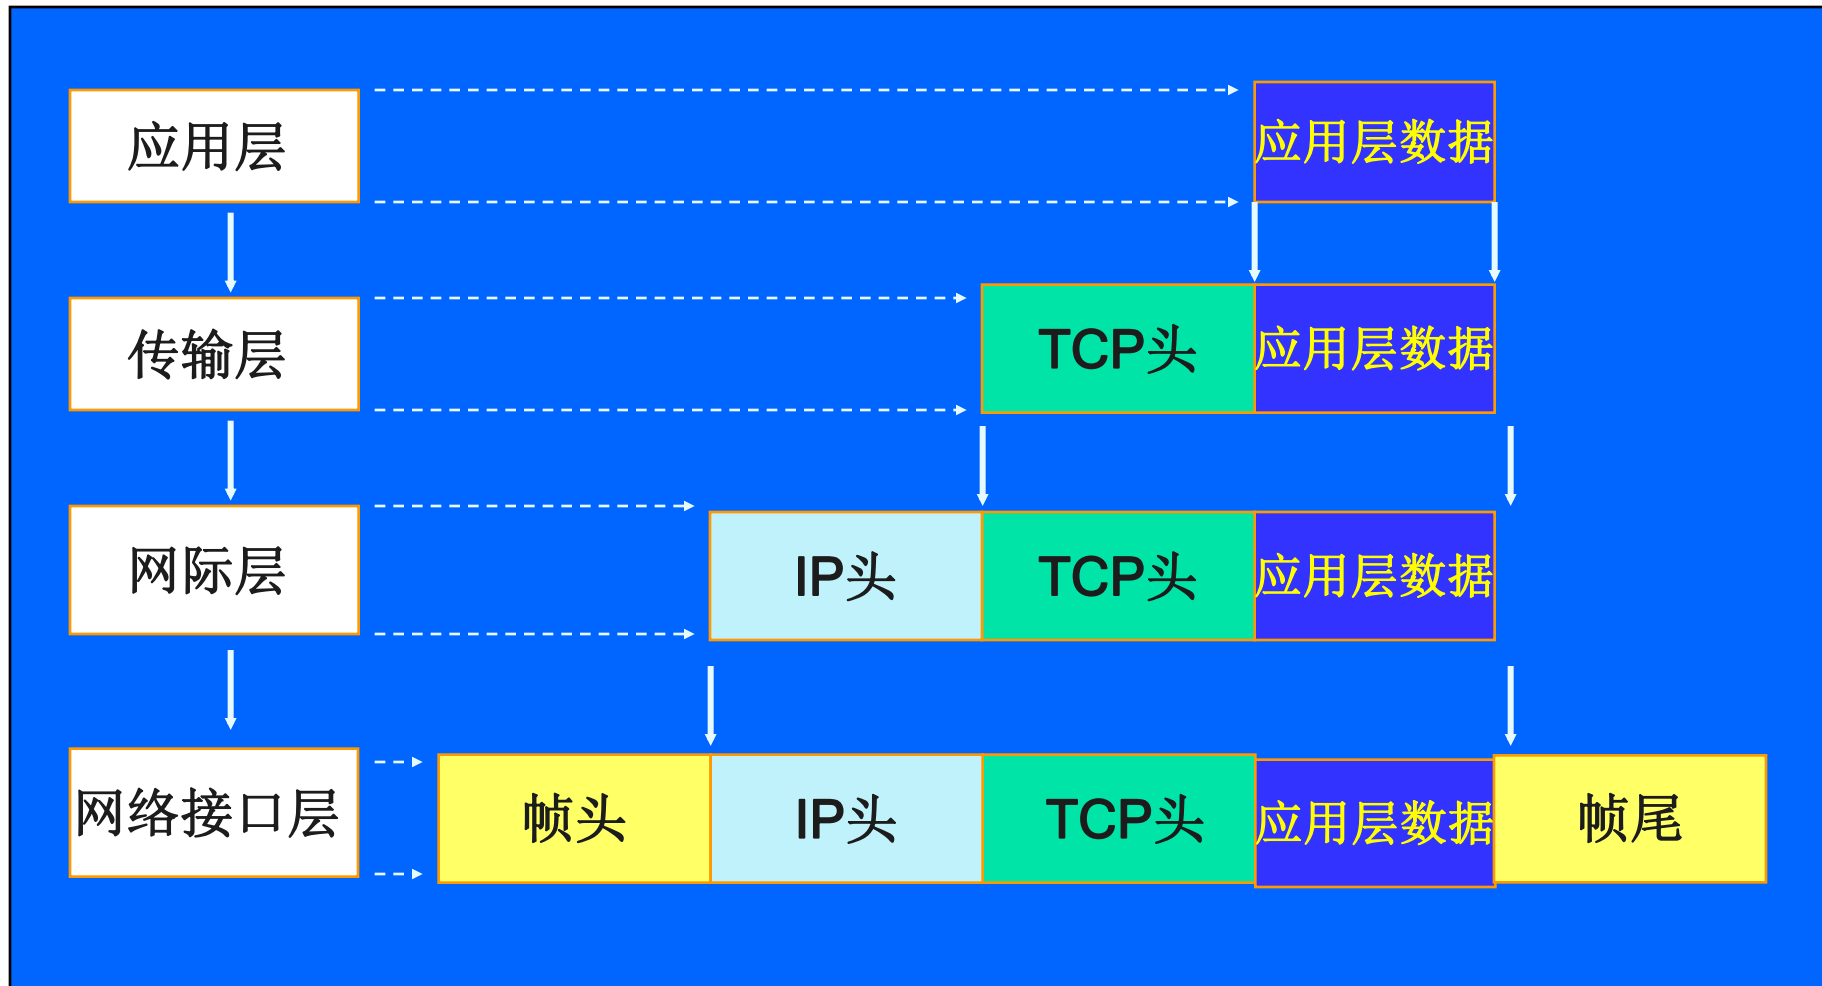 应用层
应用层数据
传输层
TCP头
应用层数据
网际层
IP头
TCP头
应用层数据
网络接口层
帧头
IP头
TCP头
应用层数据
帧尾